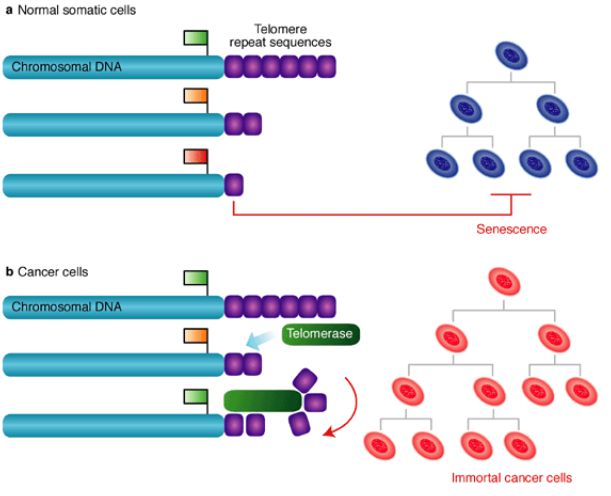 a Normal somatic cells
Telomere
repeat sequences
Chromosomal DNA
Senescence
b Cancer cells
Chromosomal DNA
Telomerase
Immortal cancer cells